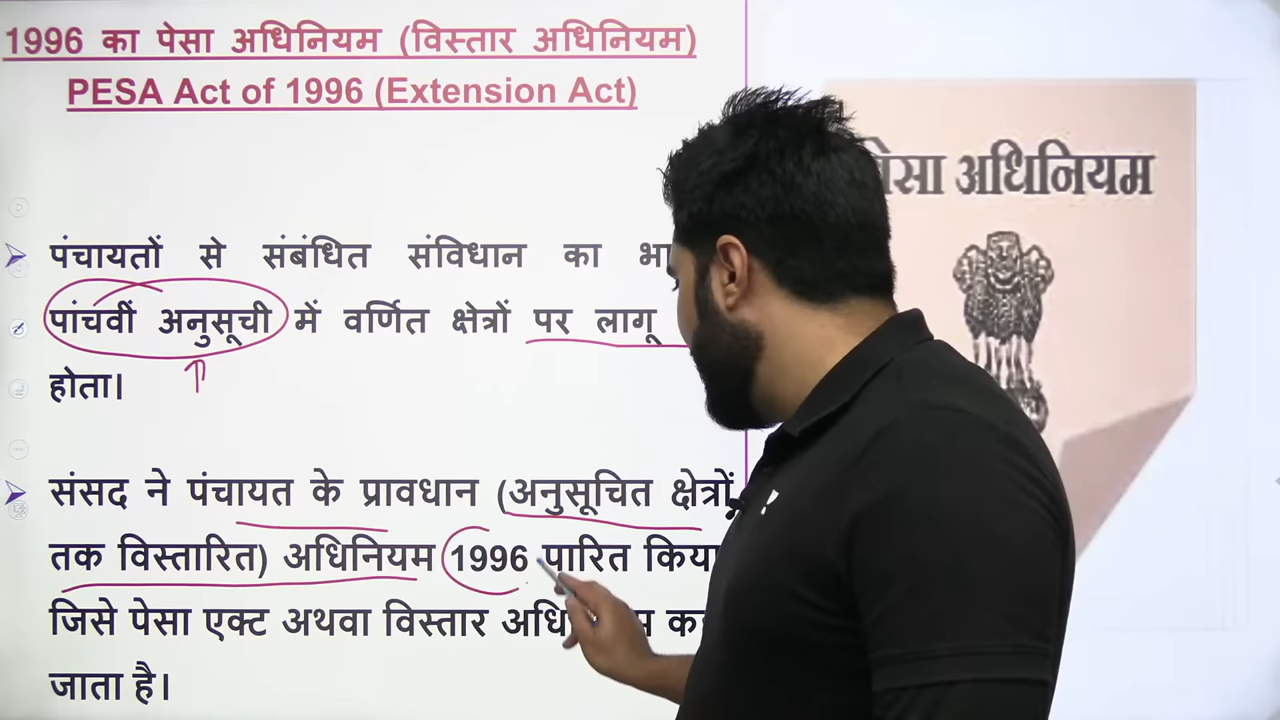 1996 का पेसा अधिनियम (विस्तार अधिनियम)
PESA Act of 1996 (Extension Act)
पंचायतों से संबंधित संविधान का
पांचवीं अनुसूची में वर्णित क्षेत्रों पर लागू
होता।
संसद ने पंचायत के प्रावधान (अनुसूचित क्षेत्रों
तक विस्तारित) अधिनियम 1996 पारित किया
जिसे पेसा एक्ट अथवा विस्तार
जाता है।
पेसा अधिनियम